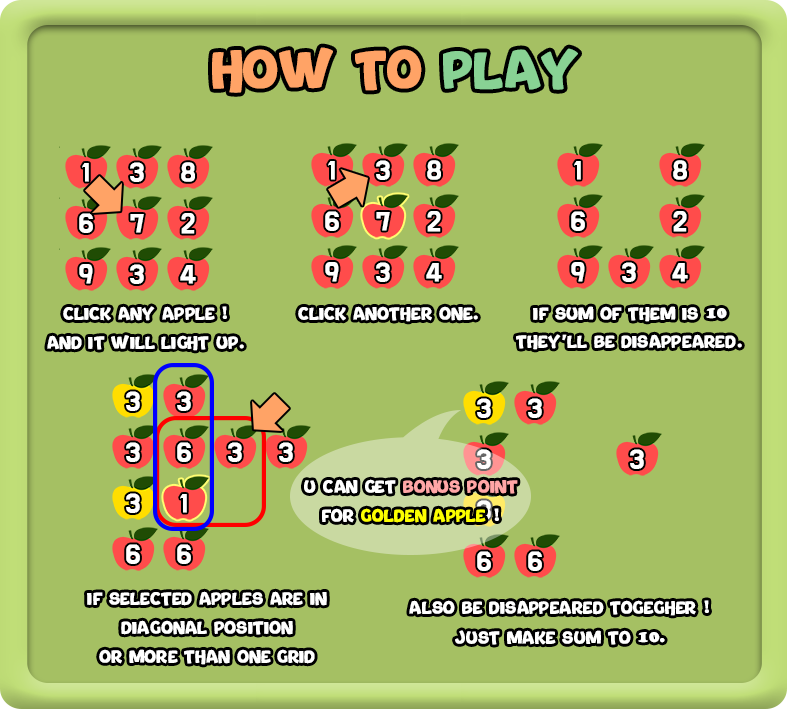 HOW TO PLAY
1 3 8
6 7 2
9 3 4
CLICK ANY APPLE !
AND IT WILL LIGHT UP.
1 3 8
6 7 2
9 3 4
CLICK ANOTHER ONE.
1 8
6 2
9 3 4
IF SUM OF THEM IS 10
THEY'LL BE DISAPPEARED.
3 3
3 6 3 3
3 1
6 6
IF SELECTED APPLES ARE IN
DIAGONAL POSITION
OR MORE THAN ONE GRID
3 3
3 3
3
6 6
U CAN GET BONUS POINT
FOR GOLDEN APPLE !
ALSO BE DISAPPEARED TOGEGHER !
JUST MAKE SUM TO 10.